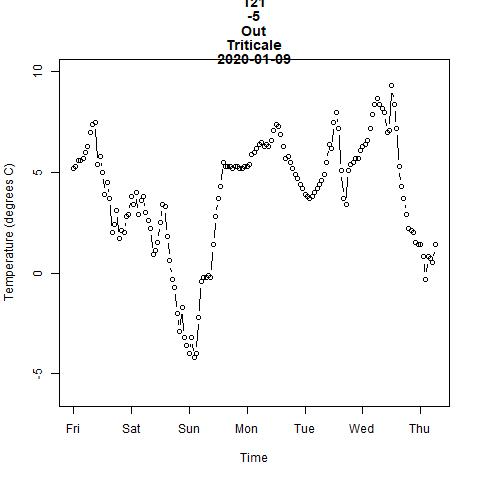 121
-5
Out
Triticale
2020-01-09
10
5
0
-5
Temperature (degrees C)
Fri
Sat
Sun
Mon
Tue
Wed
Thu
Time